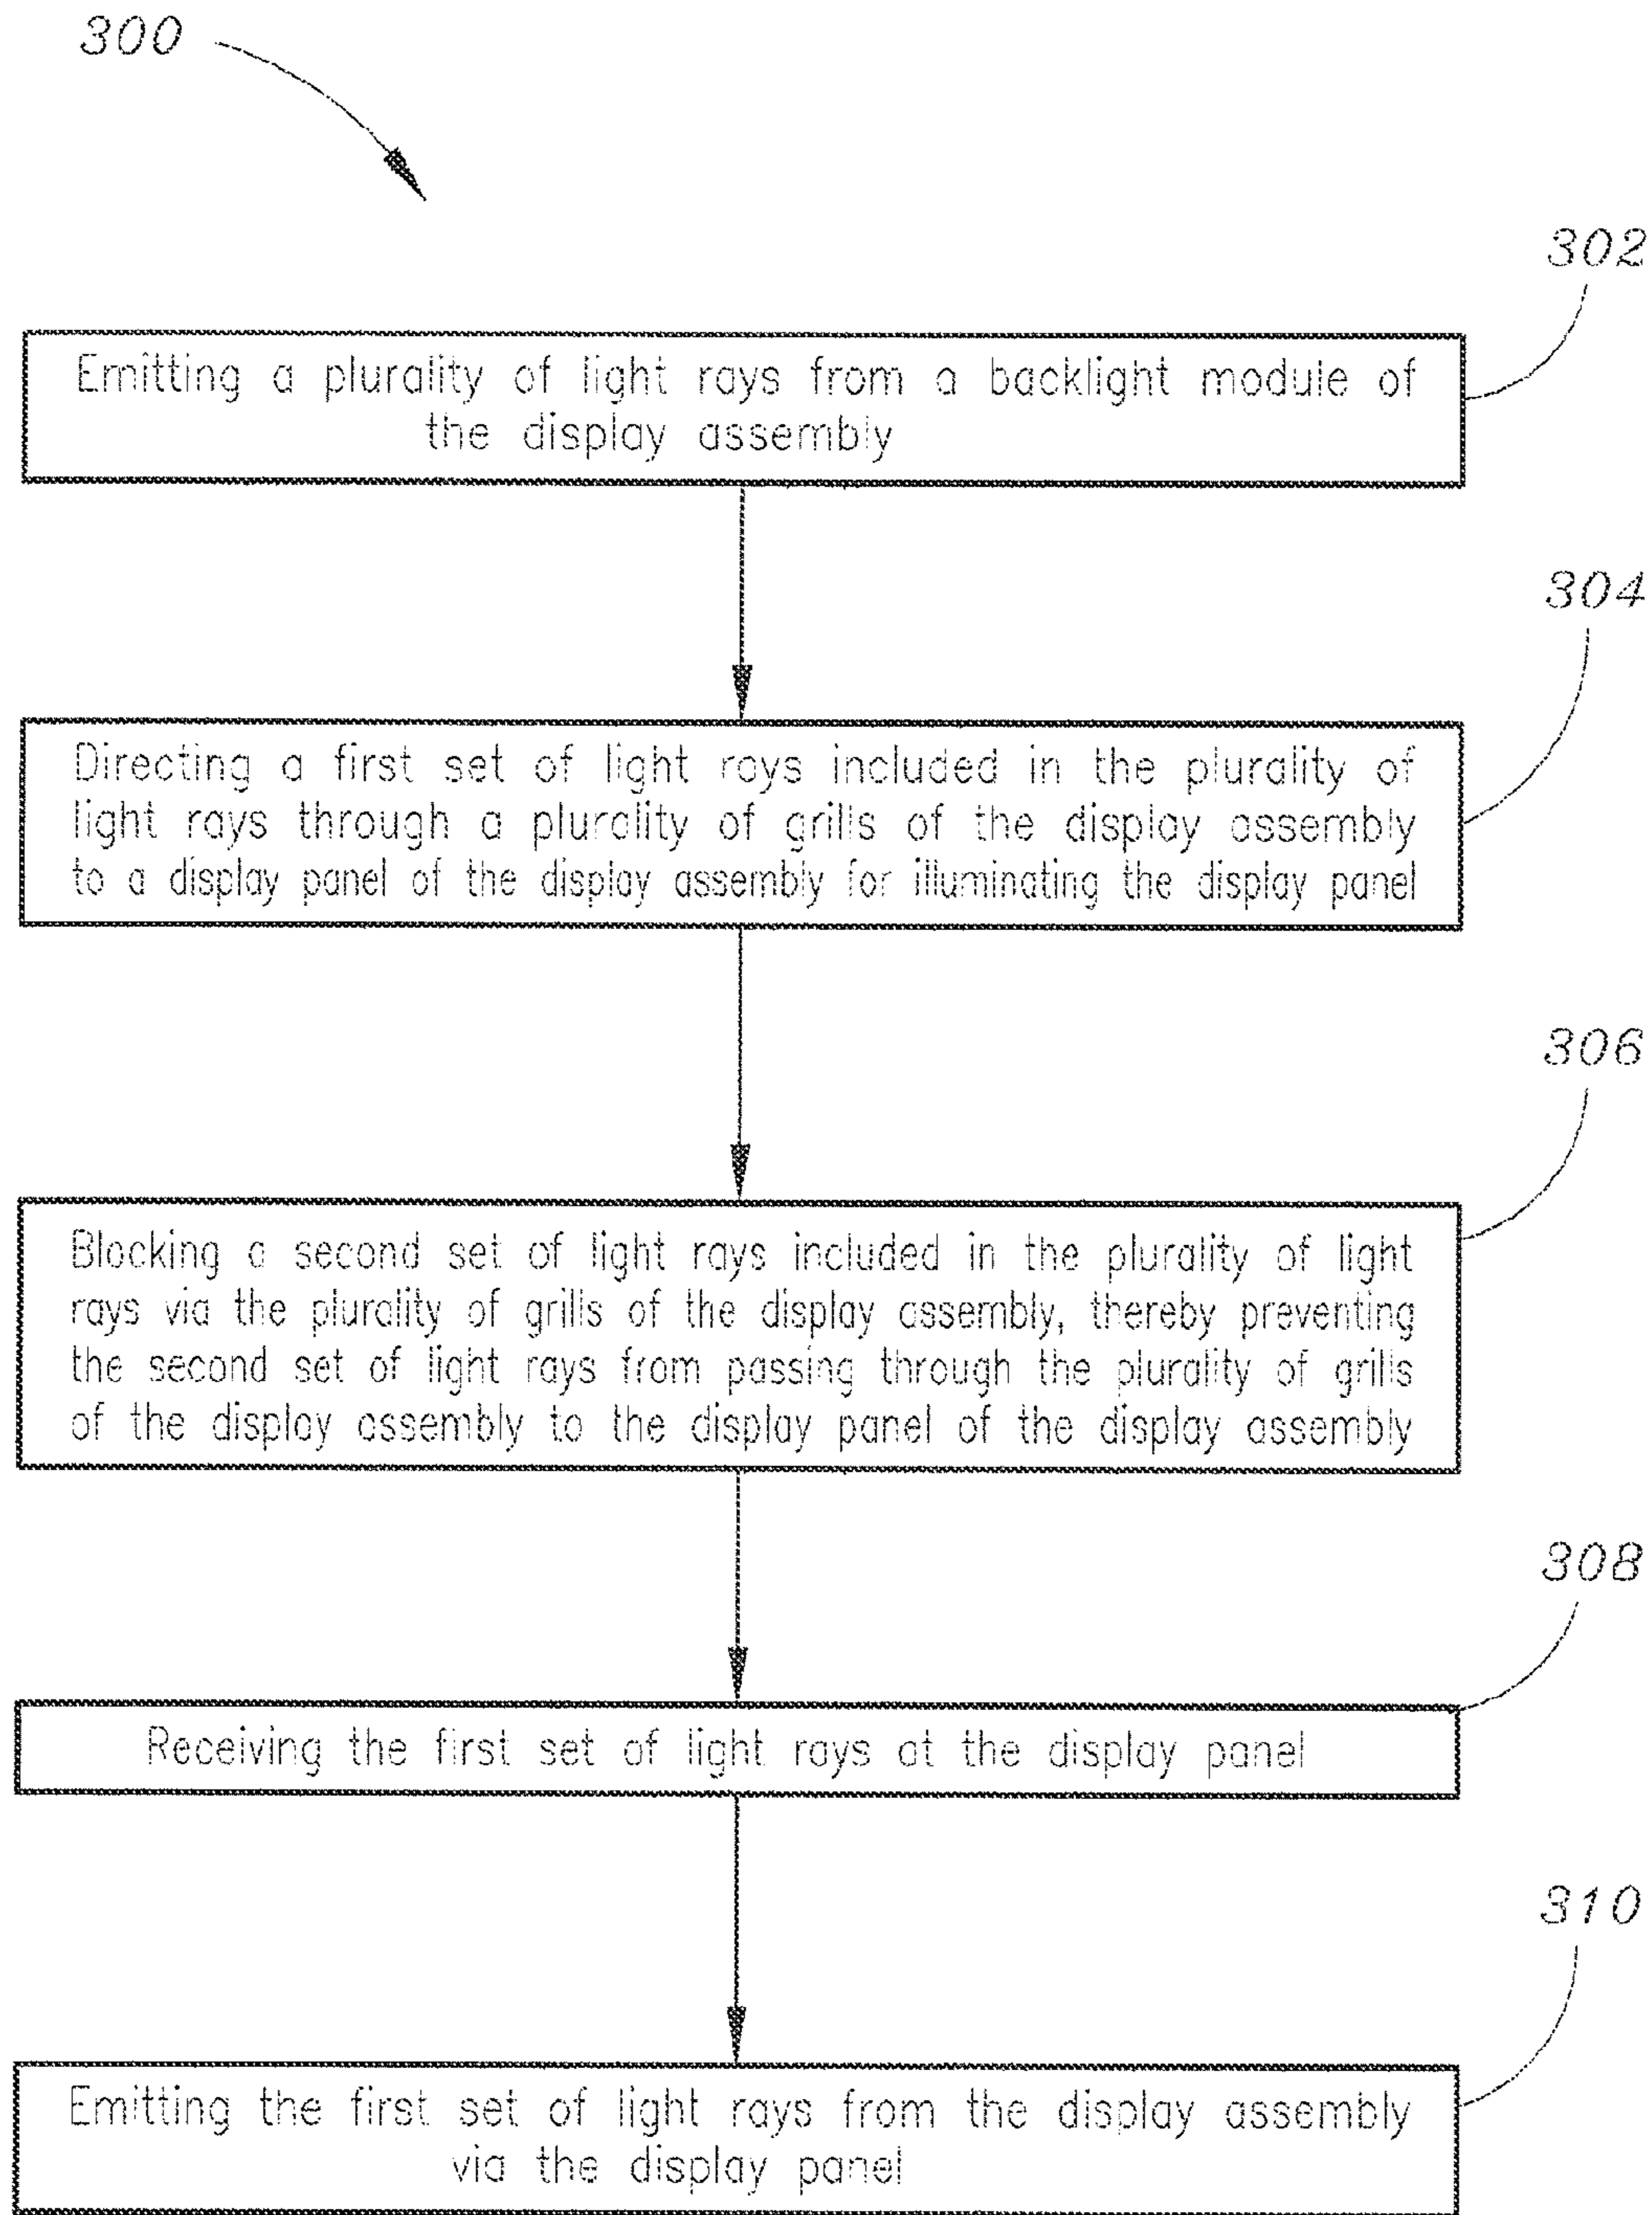 300
302
Emitting a plurality of light rays from a backlight module of
the display assembly
304
Directing a first set of light rays included in the plurality of
light rays through a plurality of grills of the display assembly
to a display panel of the display assembly for illuminating the display panel
306
Blocking a second set of light rays included in the plurality of light
rays via the plurality of grills of the display assembly, thereby preventing
the second set of light rays from passing through the plurality of grills
of the display assembly to the display panel of the display assembly
308
Receiving the first set of light rays at the display panel
310
Emitting the first set of light rays from the display assembly
via the display panel